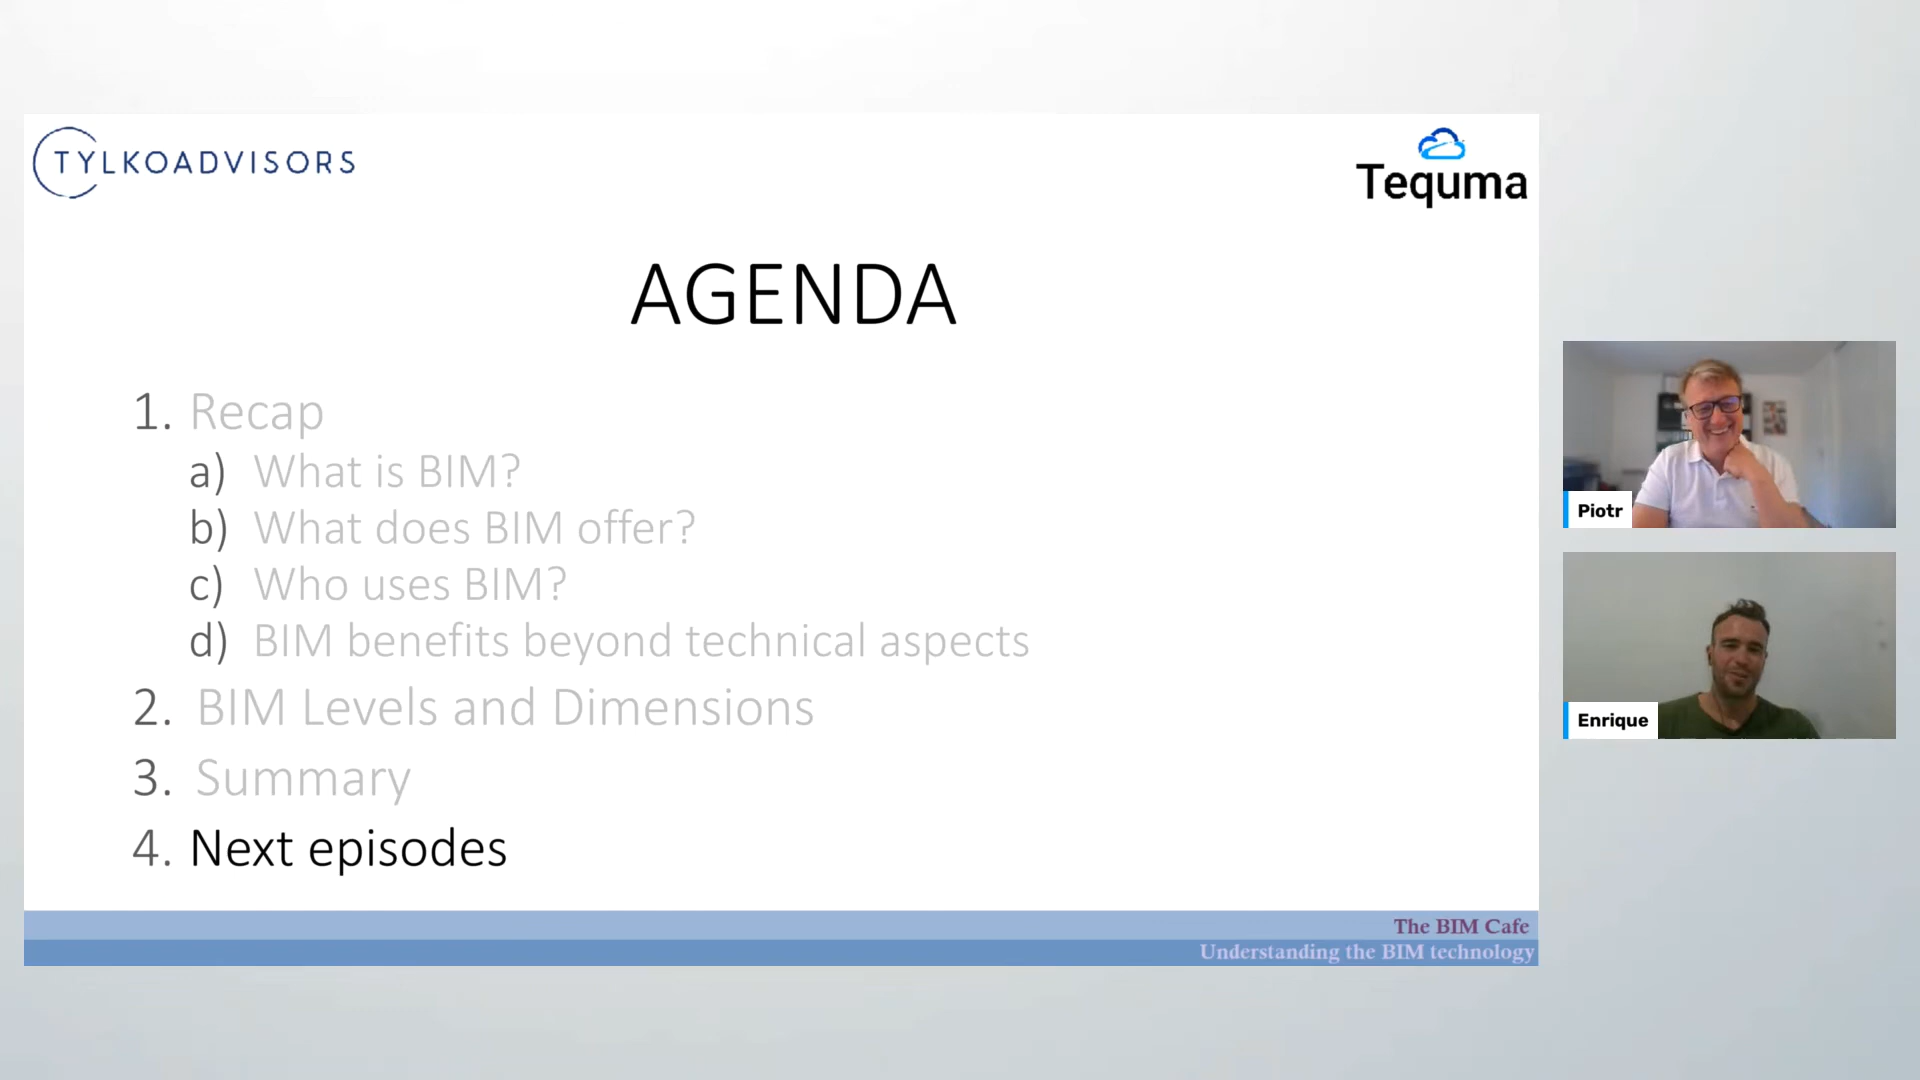 TYLKOADVISORS
Tequma
AGENDA
1. Recap
a) What is BIM?
b) What does BIM offer?
c) Who uses BIM?
d) BIM benefits beyond technical aspects
2. BIM Levels and Dimensions
3. Summary
4. Next episodes
The BIM Cafe
Understanding the BIM technology
Piotr
Enrique